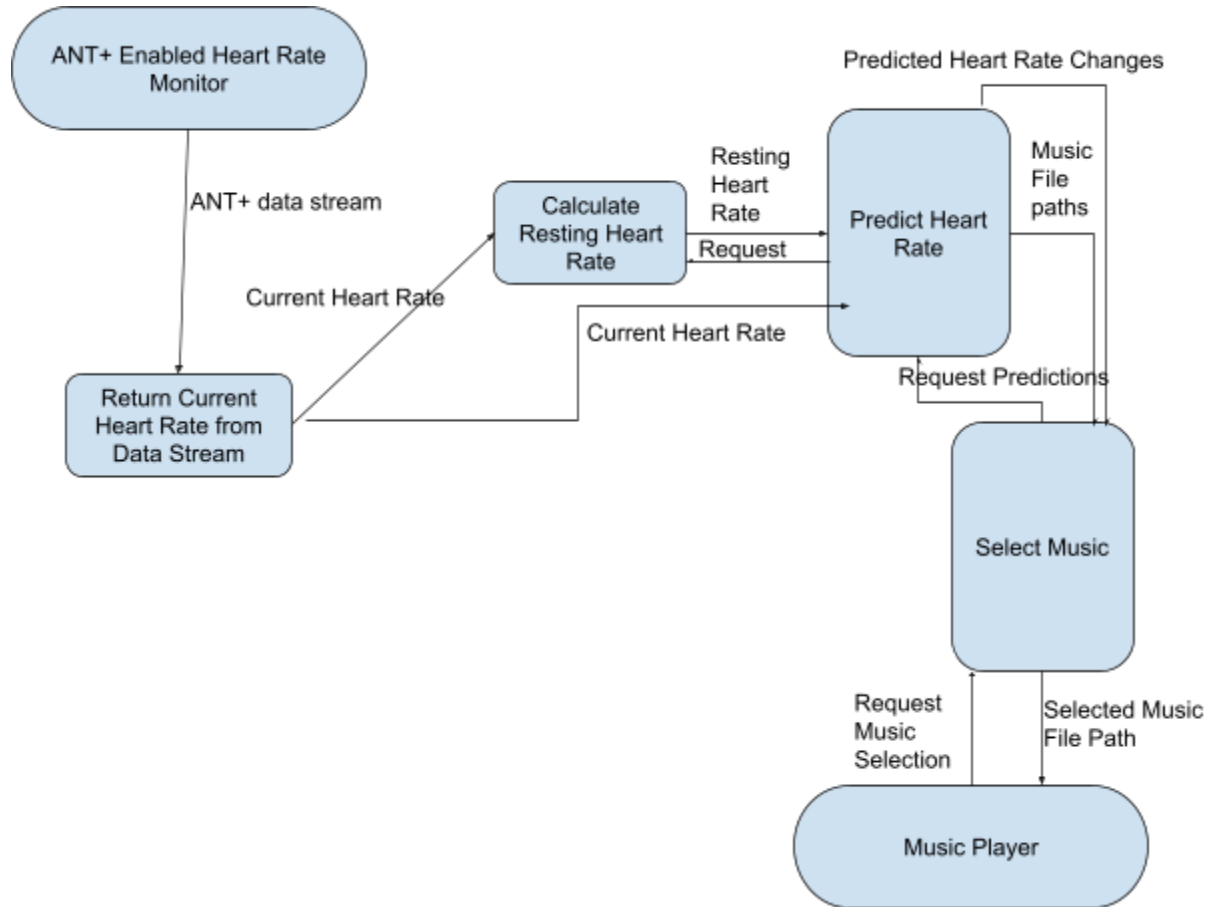 ANT+ Enabled Heart Rate
Monitor
Predicted Heart Rate Changes
ANT+ data stream
Calculate
Resting Heart
Rate
Resting
Heart
Rate
Request
Predict Heart
Rate
Music
File
paths
Current Heart Rate
Current Heart Rate
Return Current
Heart Rate from
Data Stream
Request Predictions
Select Music
Request
Music
Selection
Selected Music
File Path
Music Player